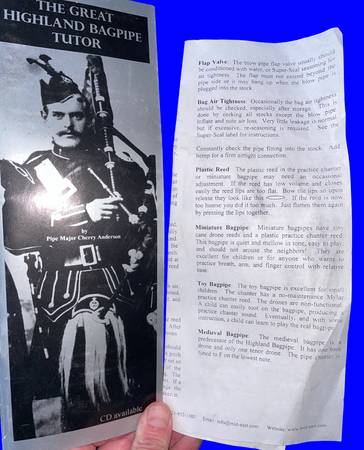 THE GREAT
HIGHLAND BAGPIPE
TUTOR
by
Pipe Major Cherry Anderson
CD available
Flap Valve: The blow pipe flap valve usually should
be conditioned with water, or Super-Seal seasoning for
air tightness. The flap must not extend beyond the
pipe side or it may hang up when the blow pipe is
plugged into the stock.
Bag Air Tightness: Occasionally the bag air tightness
should be checked, especially after storage. This is
done by corking all stocks except the blow pipe
inflate and note air loss. Very little leakage is normal,
but if excessive, re-seasoning is required. See the
Super-Seal label for instructions.
Constantly check the pipe fitting into the stock. Add
hemp for a firm airtight connection.
Plastic Reed: The plastic reed in the practice chanter
or miniature bagpipe may need an occasional
adjustment. If the reed has low volume and closes
easily the reed lips are too flat. Bow the lips so upon
release they look like this. If the reed is now
too hoarse you did it too much. Just flatten them again
by pressing the lips together.
Miniature Bagpipe: Miniature bagpipes have
cane drone reeds and a plastic practice chanter reed.
This bagpipe is quiet and mellow in tone, easy to play,
and should not arouse the neighbors! They are
excellent for children or for anyone who wants to
practice breath, arm, and finger control with relative
ease.
Toy Bagpipe: The toy bagpipe is excellent for small
children. The chanter has a no-maintenance Mylar
practice chanter reed. The drones are non-functional.
A child can easily toot on the bagpipe, producing a
practice chanter sound. Eventually, and with some
instruction, a child can learn to play the real bagpipe.
Medieval Bagpipe: The medieval bagpipe is a
predecessor of the Highland Bagpipe. It has one bass
drone and only one tenor drone. The pipe chanter is
tuned to F on the lowest note.
Email: info@mid-east.com Website: www.mid-east.com